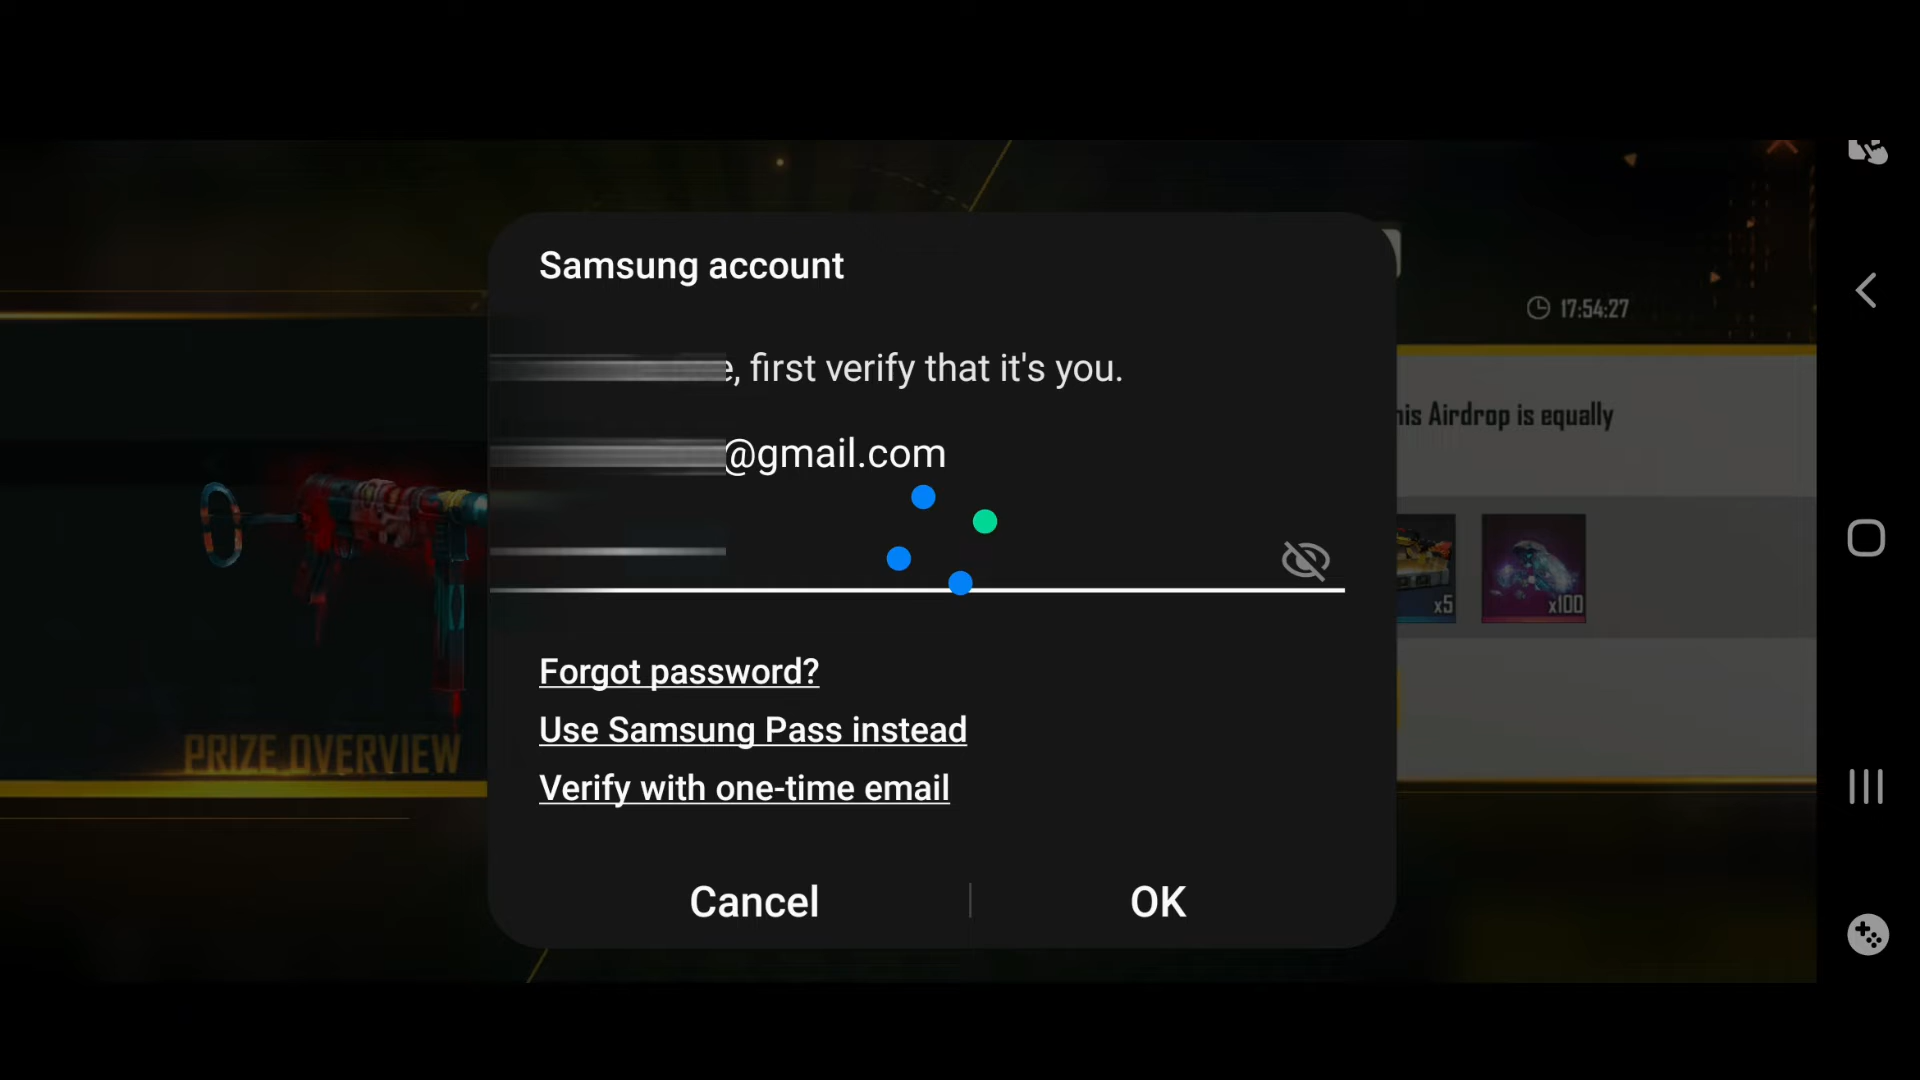 Samsung account
17:54:27
, first verify that it's you.
Airdrop is equally
@gmail.com
x5
x100
Forgot password?
Use Samsung Pass instead
PRIZE OVERVIEW
Verify with one-time email
Cancel
OK